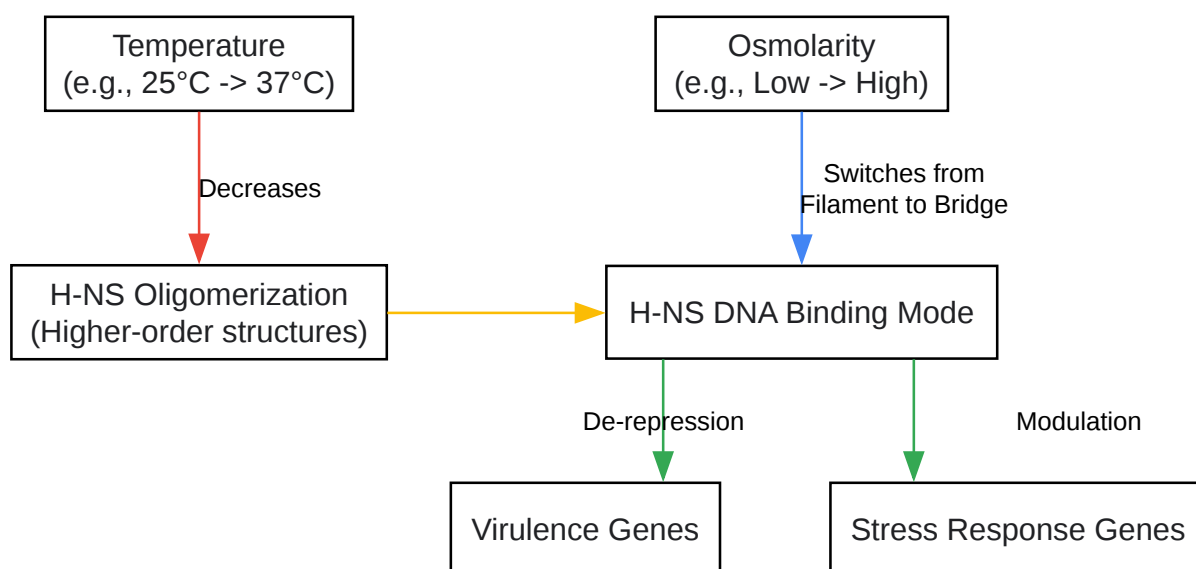 Temperature
(e.g., 25°C -> 37°C)
Osmolarity
(e.g., Low -> High)
Decreases
Switches from
Filament to Bridge
H-NS Oligomerization
(Higher-order structures)
H-NS DNA Binding Mode
De-repression
Modulation
Virulence Genes
Stress Response Genes